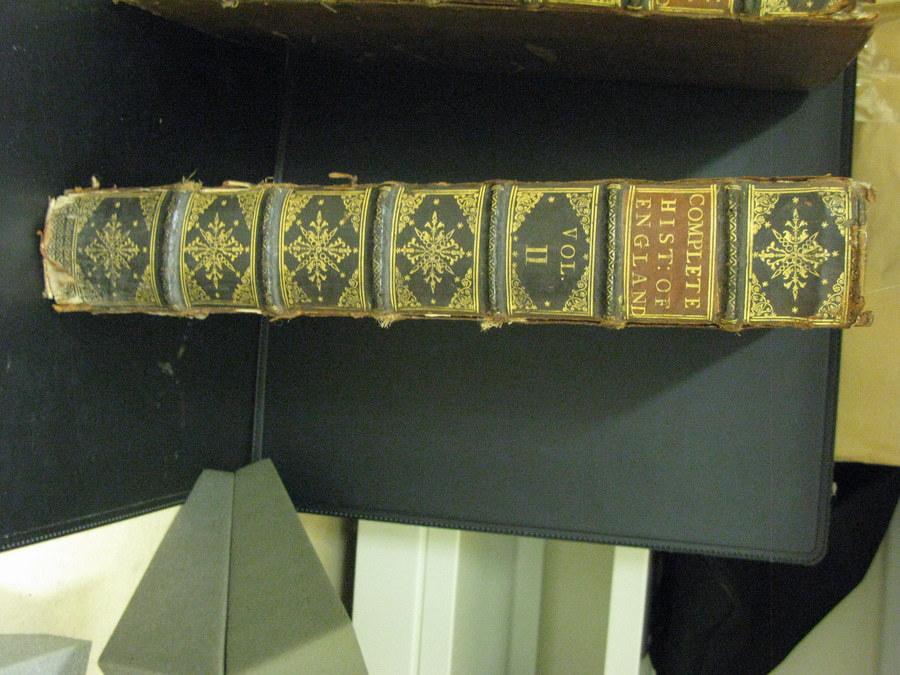 COMPLETE
HIST: OF
ENGLAND
VOL.
II